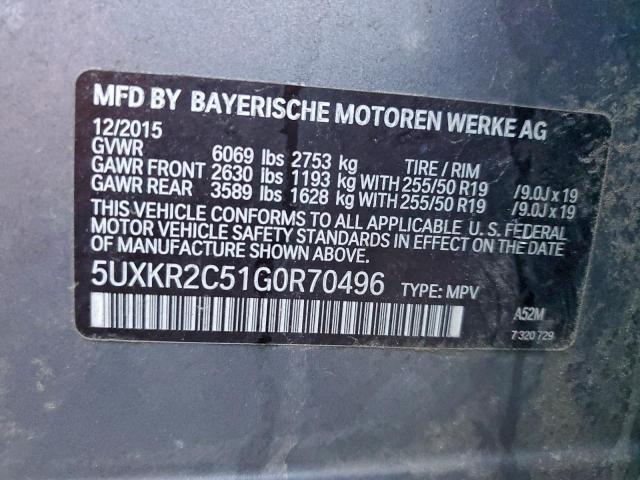 MFD BY BAYERISCHE MOTOREN WERKE AG
12/2015
GVWR 6069 lbs 2753 kg TIRE / RIM
GAWR FRONT 2630 lbs 1193 kg WITH 255/50 R19 /9.0J x 19
GAWR REAR 3589 lbs 1628 kg WITH 255/50 R19 /9.0J x 19
THIS VEHICLE CONFORMS TO ALL APPLICABLE U. S. FEDERAL
MOTOR VEHICLE SAFETY STANDARDS IN EFFECT ON THE DATE
OF MANUFACTURE SHOWN ABOVE.
5UXKR2C51G0R70496 TYPE: MPV
A52M
7 320 729